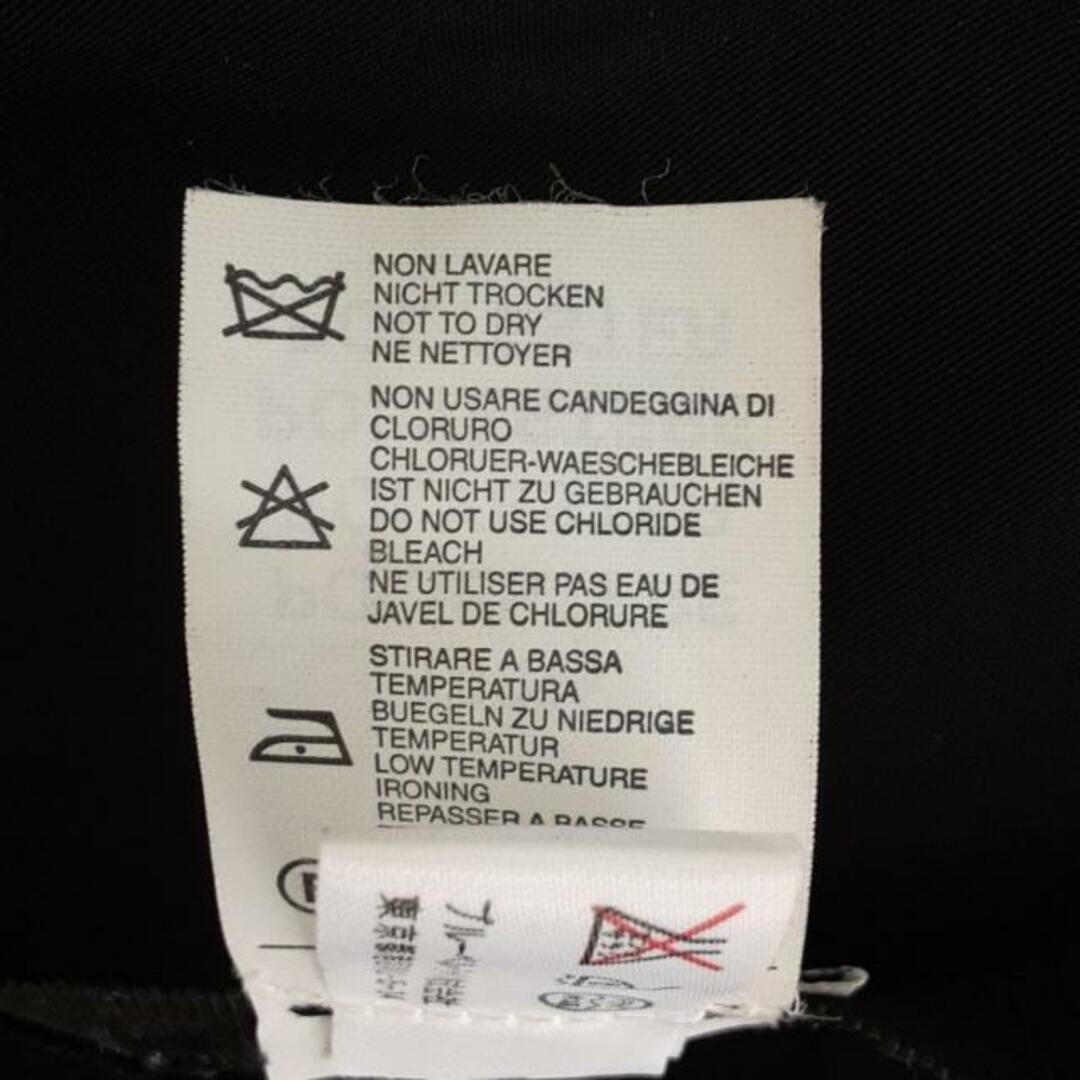 NON LAVARE
NICHT TROCKEN
NOT TO DRY
NE NETTOYER
NON USARE CANDEGGINA DI
CLORURO
CHLORUER-WAESCHEBLEICHE
IST NICHT ZU GEBRAUCHEN
DO NOT USE CHLORIDE
BLEACH
NE UTILISER PAS EAU DE
JAVEL DE CHLORURE
STIRARE A BASSA
TEMPERATURA
BUEGELN ZU NIEDRIGE
TEMPERATUR
LOW TEMPERATURE
IRONING
REPASSER A BASSE